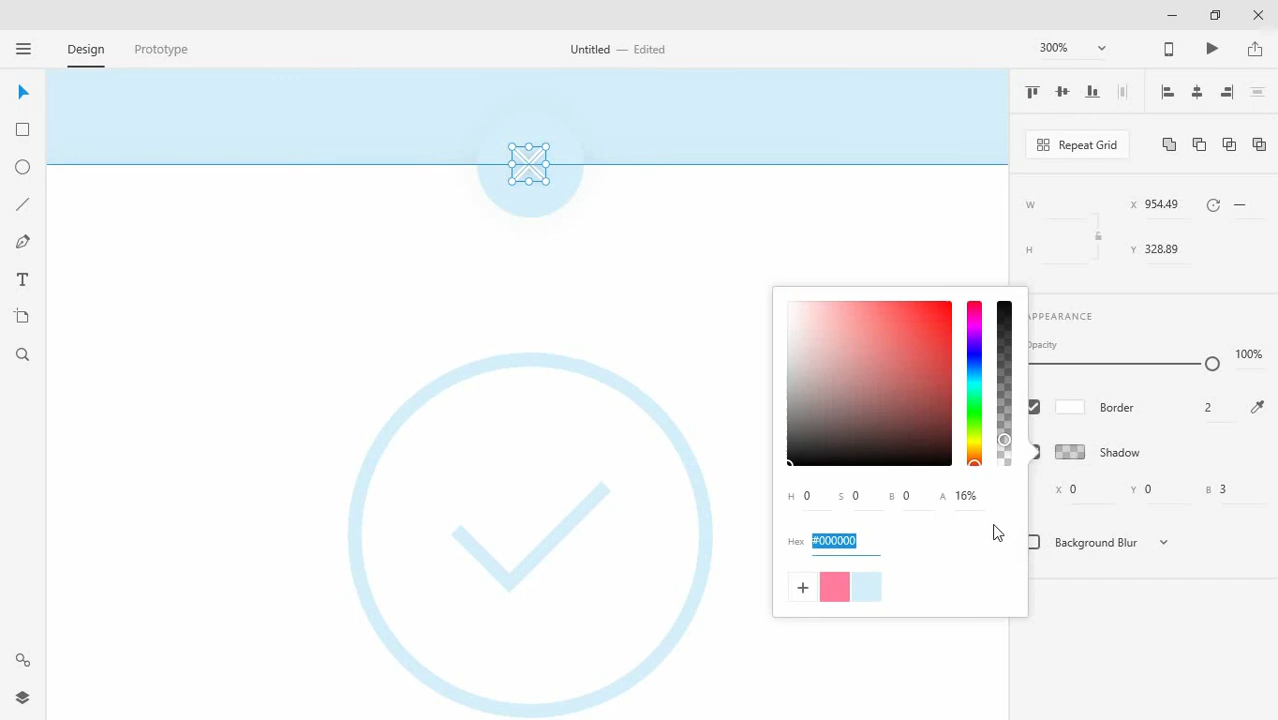 Design
Prototype
Untitled — Edited
300%
Repeat Grid
W
X 954.49
H
Y 328.89
APPEARANCE
Opacity
100%
Border
2
Shadow
X 0
Y 0
B 3
Background Blur
H 0
S 0
B 0
A 16%
Hex #000000
+
T